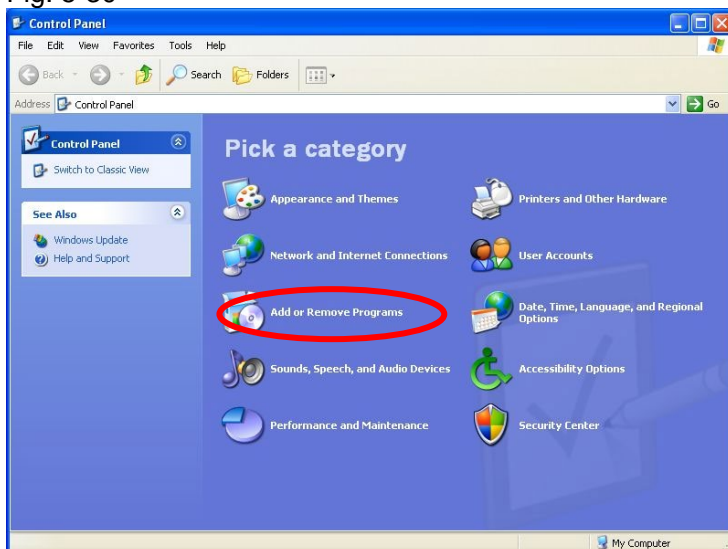 Control Panel
File Edit View Favorites Tools Help
Back Search Folders
Address Control Panel Go
Control Panel
Switch to Classic View
See Also
Windows Update
Help and Support
Pick a category
Appearance and Themes
Printers and Other Hardware
Network and Internet Connections
User Accounts
Add or Remove Programs
Date, Time, Language, and Regional
Options
Sounds, Speech, and Audio Devices
Accessibility Options
Performance and Maintenance
Security Center
My Computer